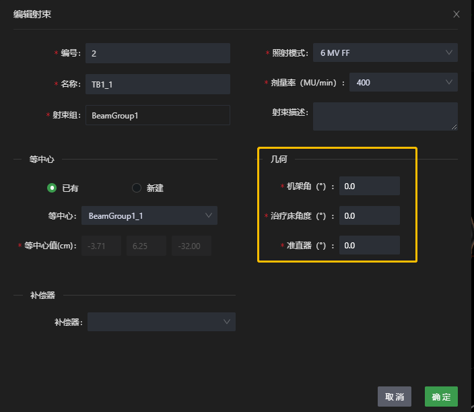 编辑射束
* 编号： 2
* 照射模式： 6 MV FF
* 名称： TB1_1
* 剂量率（MU/min）： 400
* 射束组： BeamGroup1
射束描述：
等中心
几何
已有 新建
* 机架角（°）： 0.0
等中心： BeamGroup1_1
* 治疗床角度（°）： 0.0
* 等中心值(cm)： -3.71 6.25 -32.00
* 准直器（°）： 0.0
补偿器
补偿器：
取消 确定